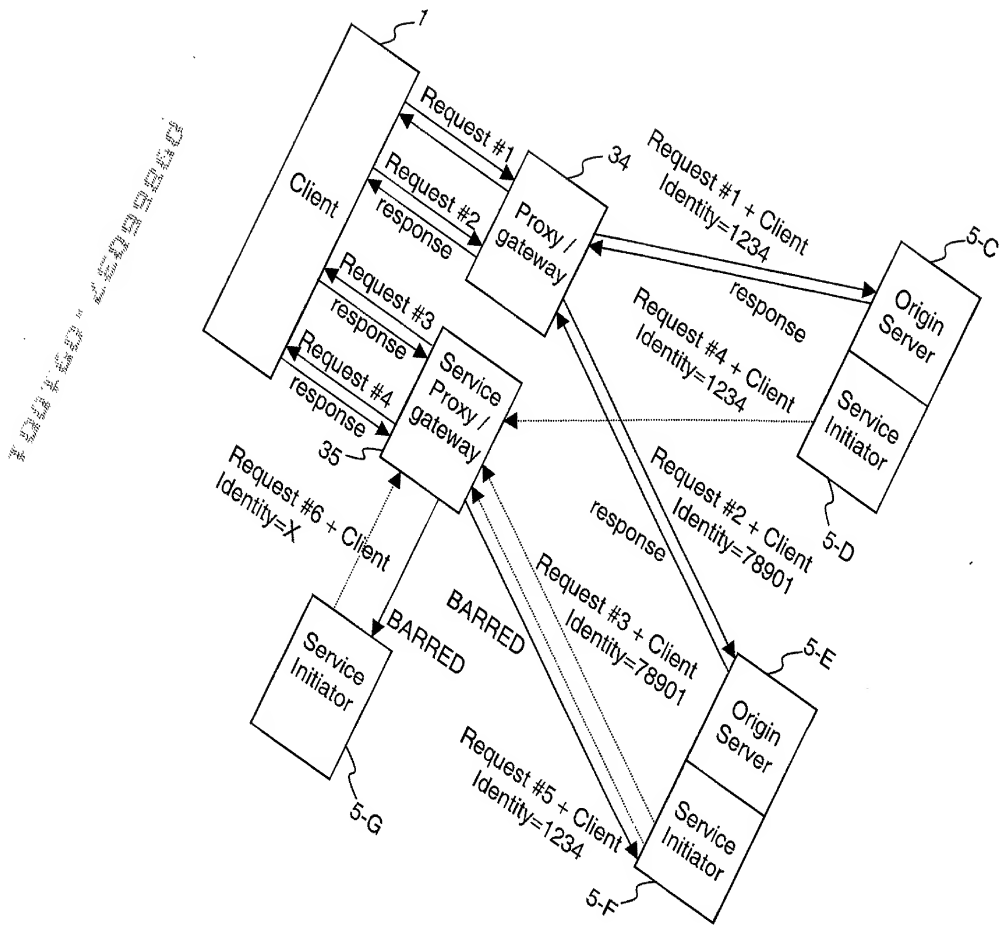 1
Client
Request #1
Request #2
response
Request #3
response
Request #4
response
34
Proxy /
gateway
Service
Proxy /
gateway
35
Request #1 + Client
Identity=1234
response
Request #4 + Client
Identity=1234
5-C
Origin
Server
Service
Initiator
5-D
Request #2 + Client
Identity=78901
response
Request #3 + Client
Identity=78901
BARRED
Request #5 + Client
Identity=1234
5-E
Origin
Server
Service
Initiator
5-F
Request #6 + Client
Identity=X
BARRED
Service
Initiator
5-G